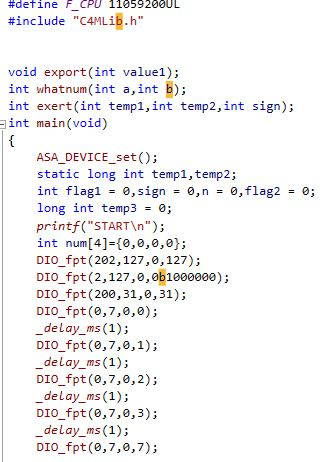 #define F_CPU 11059200UL
#include "C4MLib.h"
void export(int value1);
int whatnum(int a,int b);
int exert(int temp1,int temp2,int sign);
int main(void)
{
ASA_DEVICE_set();
static long int temp1,temp2;
int flag1 = 0,sign = 0,n = 0,flag2 = 0;
long int temp3 = 0;
printf("START\n");
int num[4]={0,0,0,0};
DIO_fpt(202,127,0,127);
DIO_fpt(2,127,0,0b1000000);
DIO_fpt(200,31,0,31);
DIO_fpt(0,7,0,0);
_delay_ms(1);
DIO_fpt(0,7,0,1);
_delay_ms(1);
DIO_fpt(0,7,0,2);
_delay_ms(1);
DIO_fpt(0,7,0,3);
_delay_ms(1);
DIO_fpt(0,7,0,7);